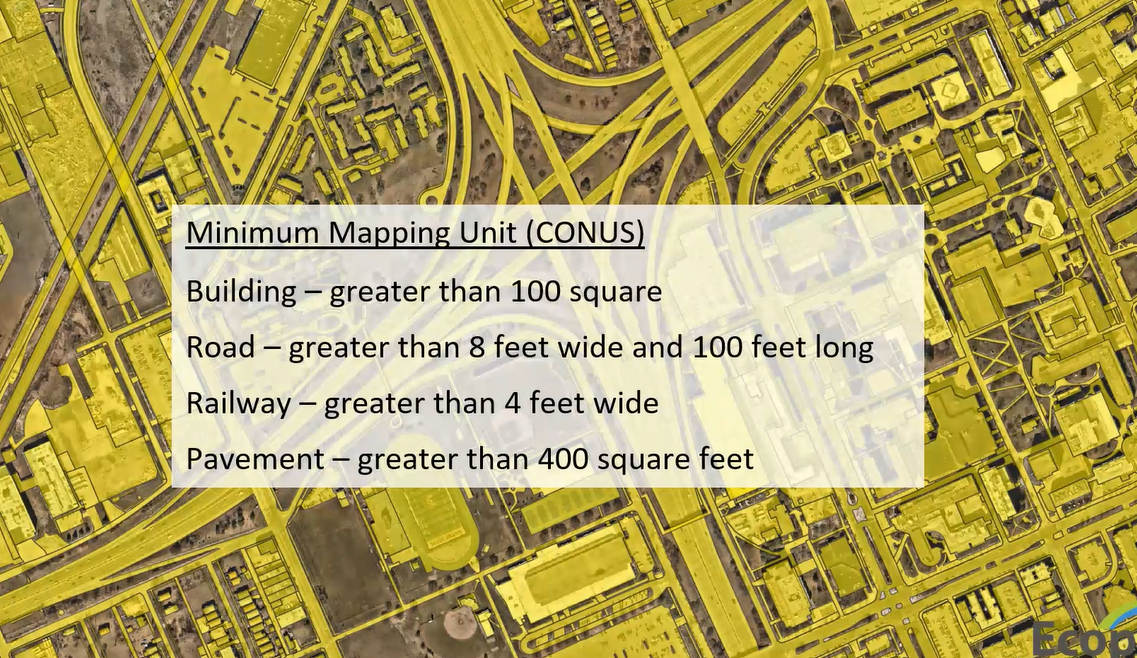 Minimum Mapping Unit (CONUS)
Building – greater than 100 square
Road – greater than 8 feet wide and 100 feet long
Railway – greater than 4 feet wide
Pavement – greater than 400 square feet
Ecop